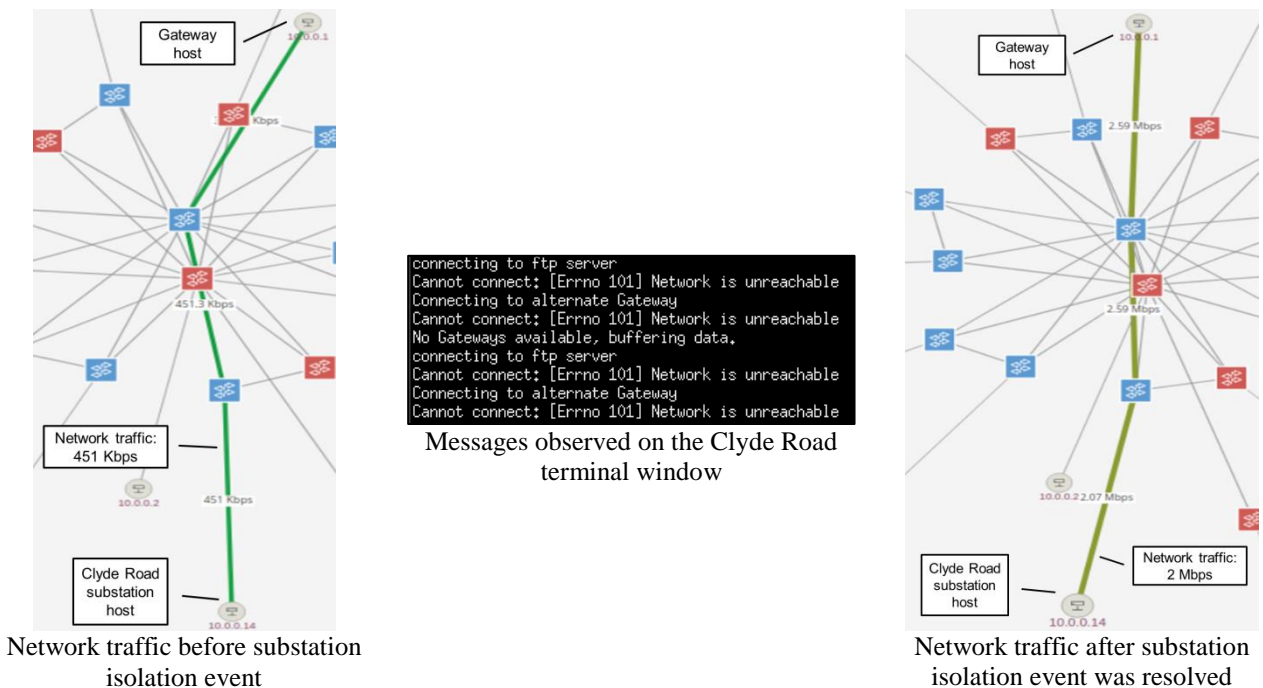 Gateway
host
10.0.0.1
Kbps
451.3 Kbps
Network traffic:
451 Kbps
10.0.0.2
451 Kbps
Clyde Road
substation
host
10.0.0.14
Network traffic before substation
isolation event
connecting to ftp server
Cannot connect: [Errno 101] Network is unreachable
Connecting to alternate Gateway
Cannot connect: [Errno 101] Network is unreachable
No Gateways available, buffering data.
connecting to ftp server
Cannot connect: [Errno 101] Network is unreachable
Connecting to alternate Gateway
Cannot connect: [Errno 101] Network is unreachable
Messages observed on the Clyde Road
terminal window
Gateway
host
10.0.0.1
2.59 Mbps
2.59 Mbps
10.0.0.2
2.07 Mbps
Network traffic:
2 Mbps
Clyde Road
substation
host
10.0.0.14
Network traffic after substation
isolation event was resolved